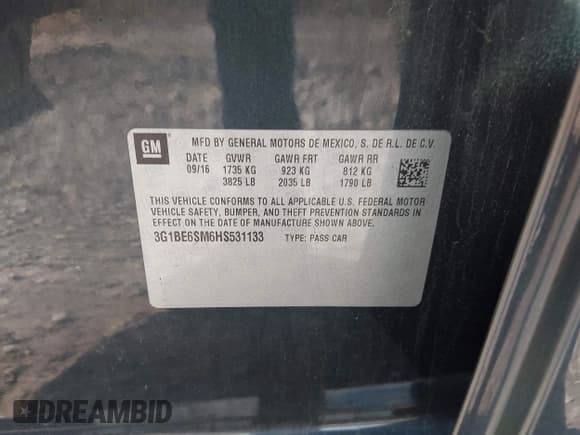 GM
MFD BY GENERAL MOTORS DE MEXICO, S. DE R.L. DE C.V.
DATE GVWR GAWR FRT GAWR RR
09/16 1735 KG 923 KG 812 KG
3825 LB 2035 LB 1790 LB
THIS VEHICLE CONFORMS TO ALL APPLICABLE U.S. FEDERAL MOTOR
VEHICLE SAFETY, BUMPER, AND THEFT PREVENTION STANDARDS IN
EFFECT ON THE DATE OF MANUFACTURE SHOWN ABOVE.
3G1BE6SM6HS531133 TYPE: PASS CAR
DREAMBID